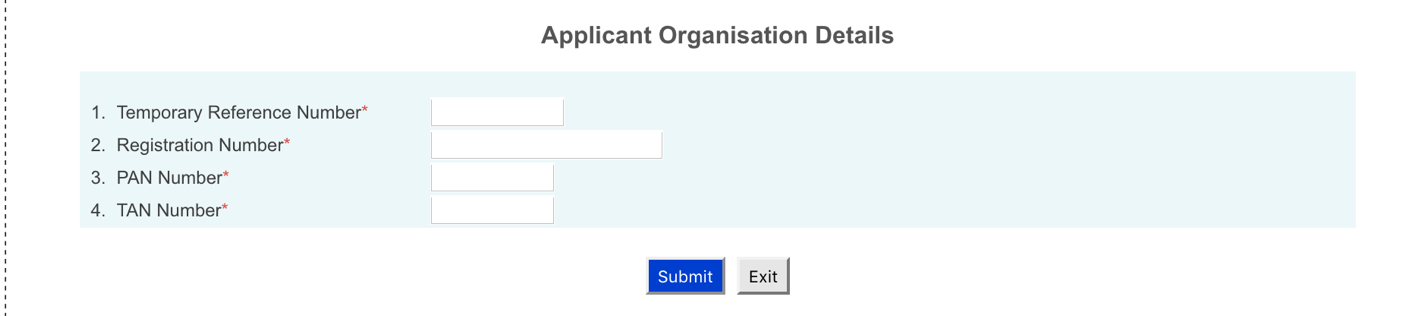 Applicant Organisation Details
1. Temporary Reference Number*
2. Registration Number*
3. PAN Number*
4. TAN Number*
Submit Exit